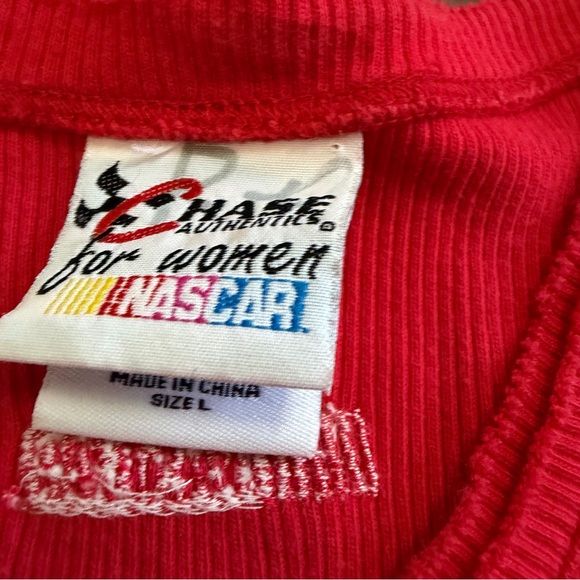 CHASE
AUTHENTICS®
for women
NASCAR
MADE IN CHINA
SIZE L